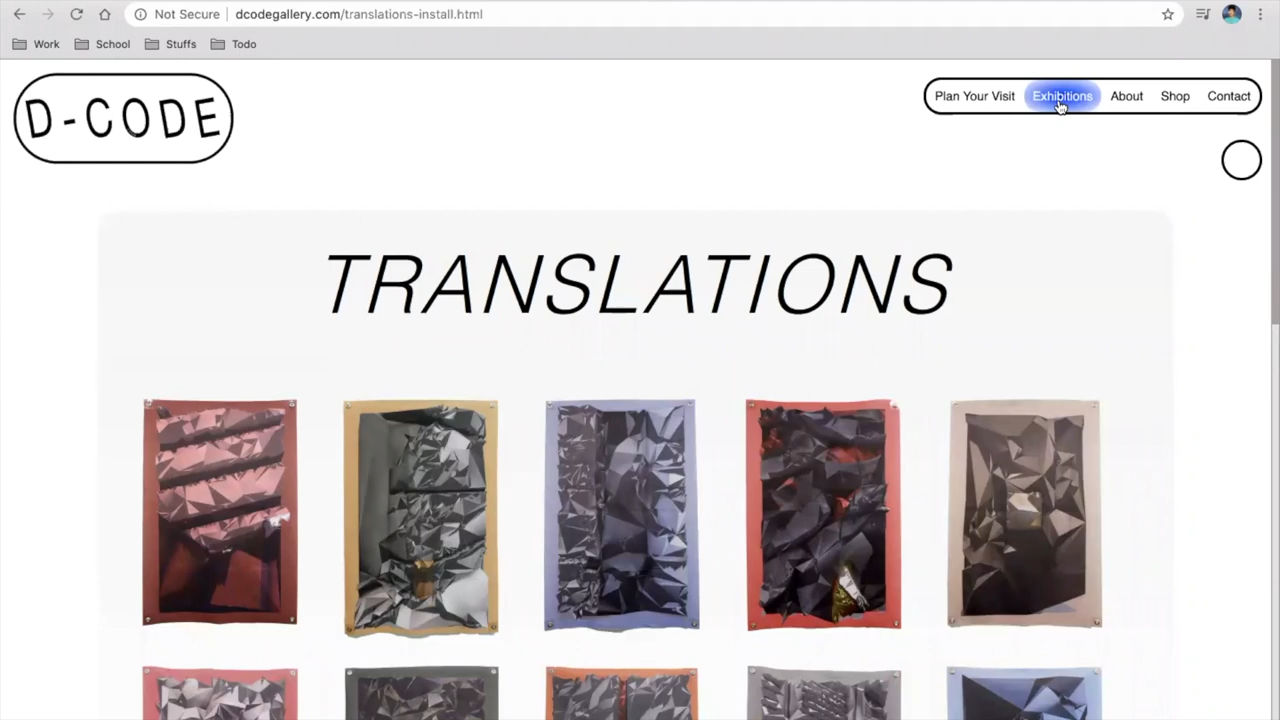 Not Secure
dcodegallery.com/translations-install.html
Work School Stuffs Todo
D-CODE
Plan Your Visit Exhibitions About Shop Contact
TRANSLATIONS